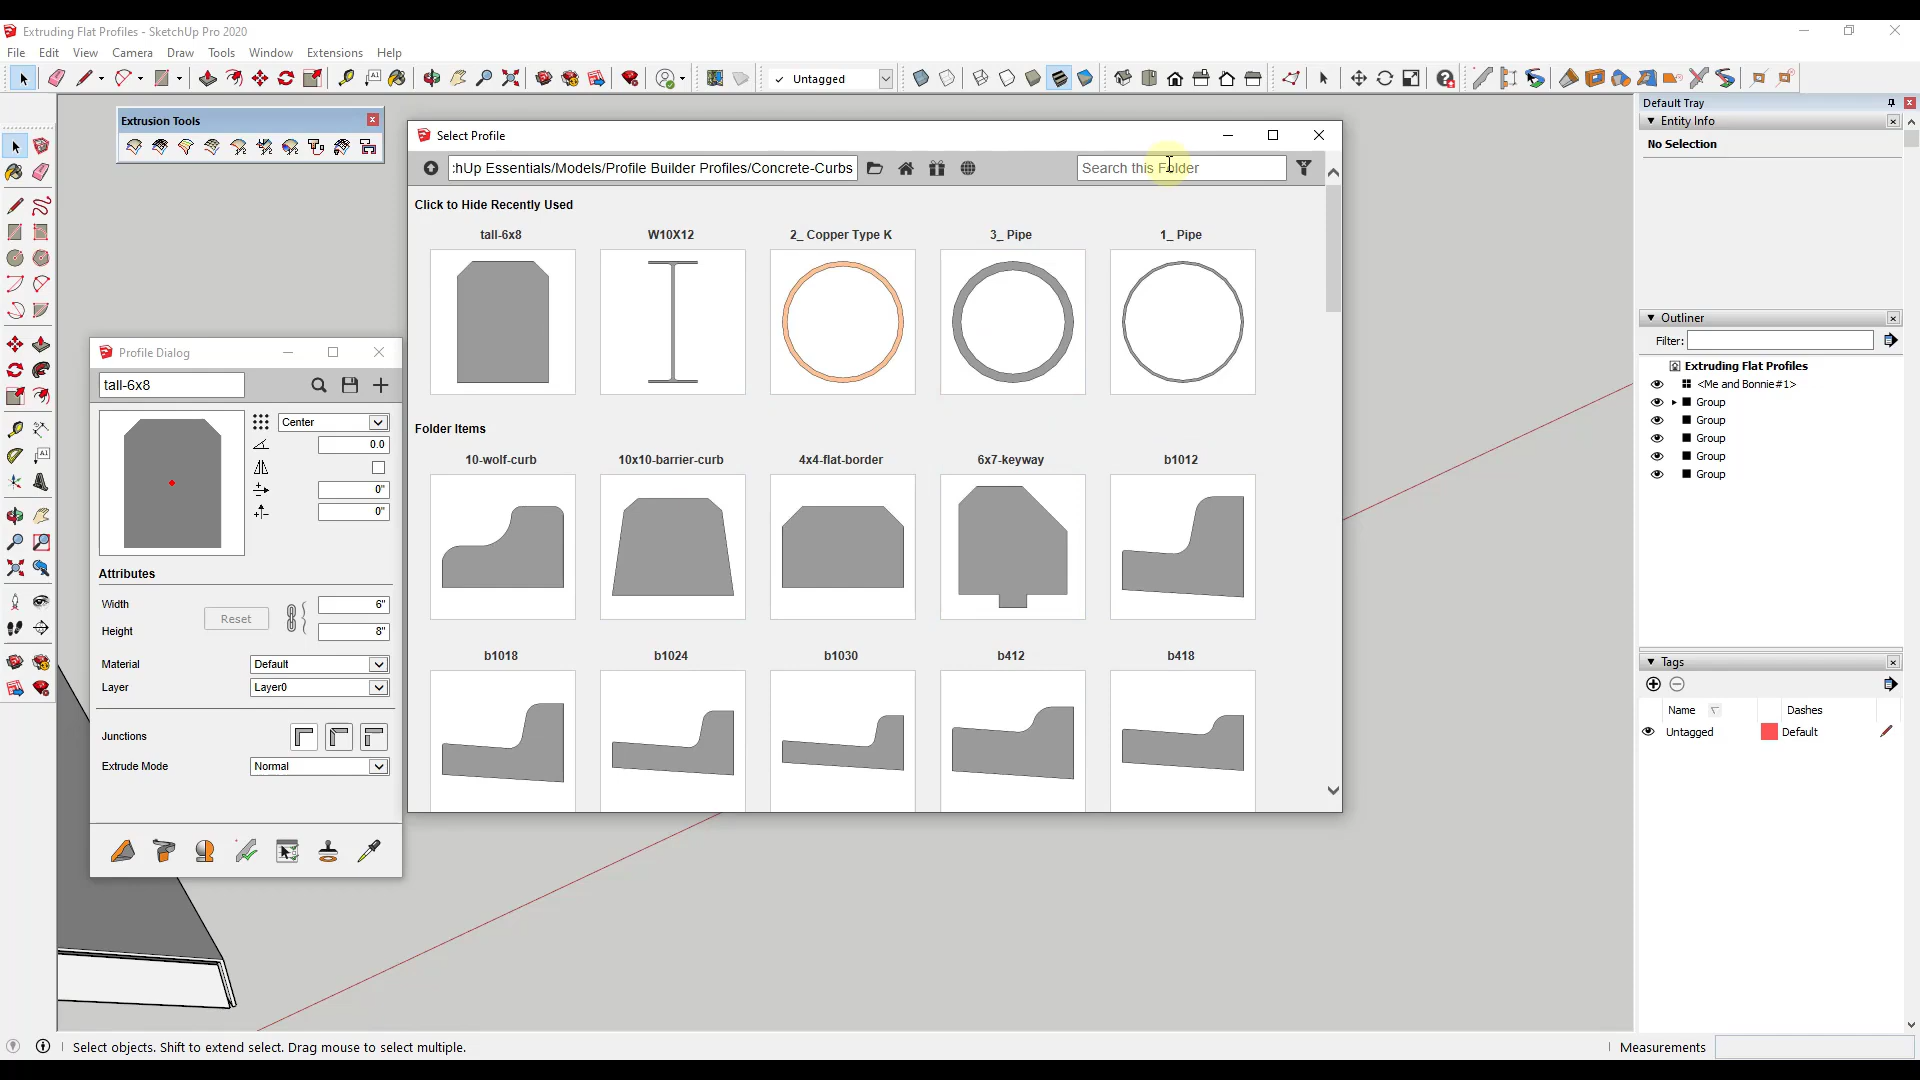 Extruding Flat Profiles - SketchUp Pro 2020
File Edit View Camera Draw Tools Window Extensions Help
Untagged
Extrusion Tools
Select Profile
:hUp Essentials/Models/Profile Builder Profiles/Concrete-Curbs
Search this Folder
Click to Hide Recently Used
tall-6x8 W10X12 2_ Copper Type K 3_ Pipe 1_ Pipe
Folder Items
10-wolf-curb 10x10-barrier-curb 4x4-flat-border 6x7-keyway b1012
b1018 b1024 b1030 b412 b418
Profile Dialog
tall-6x8
Center
0.0
0"
0"
Attributes
Width 6"
Reset
Height 8"
Material Default
Layer Layer0
Junctions
Extrude Mode Normal
Default Tray
Entity Info
No Selection
Outliner
Filter:
Extruding Flat Profiles
<Me and Bonnie#1>
Group
Group
Group
Group
Group
Tags
Name Dashes
Untagged Default
Select objects. Shift to extend select. Drag mouse to select multiple.
Measurements